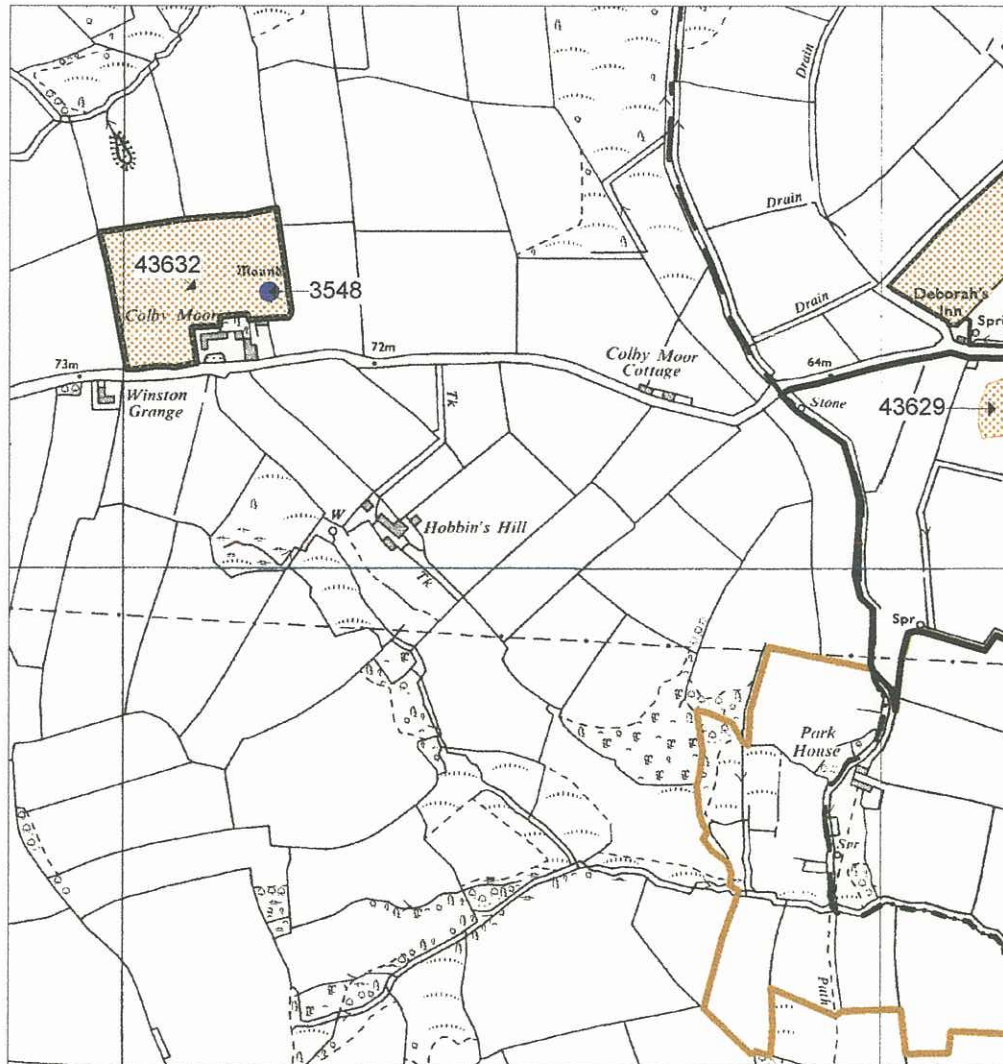 Drain
Drain
43632
Mound
3548
Colby Moor
Drain
Deborah's
Inn
Spr
73m
72m
Colby Moor
Cottage
64m
Winston
Grange
Tk
Stone
43629
W
Hobbin's Hill
Tk
Spr
Park
House
Spr
Path